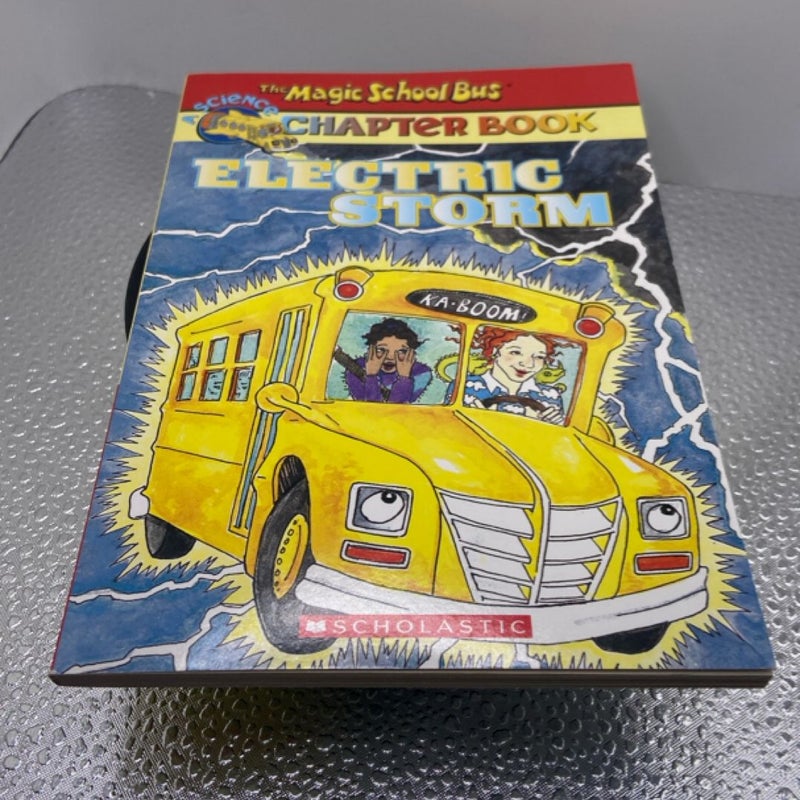 The Magic School Bus
A SCIENCE
CHAPTER BOOK
ELECTRIC
STORM
KA-BOOM!
SCHOLASTIC